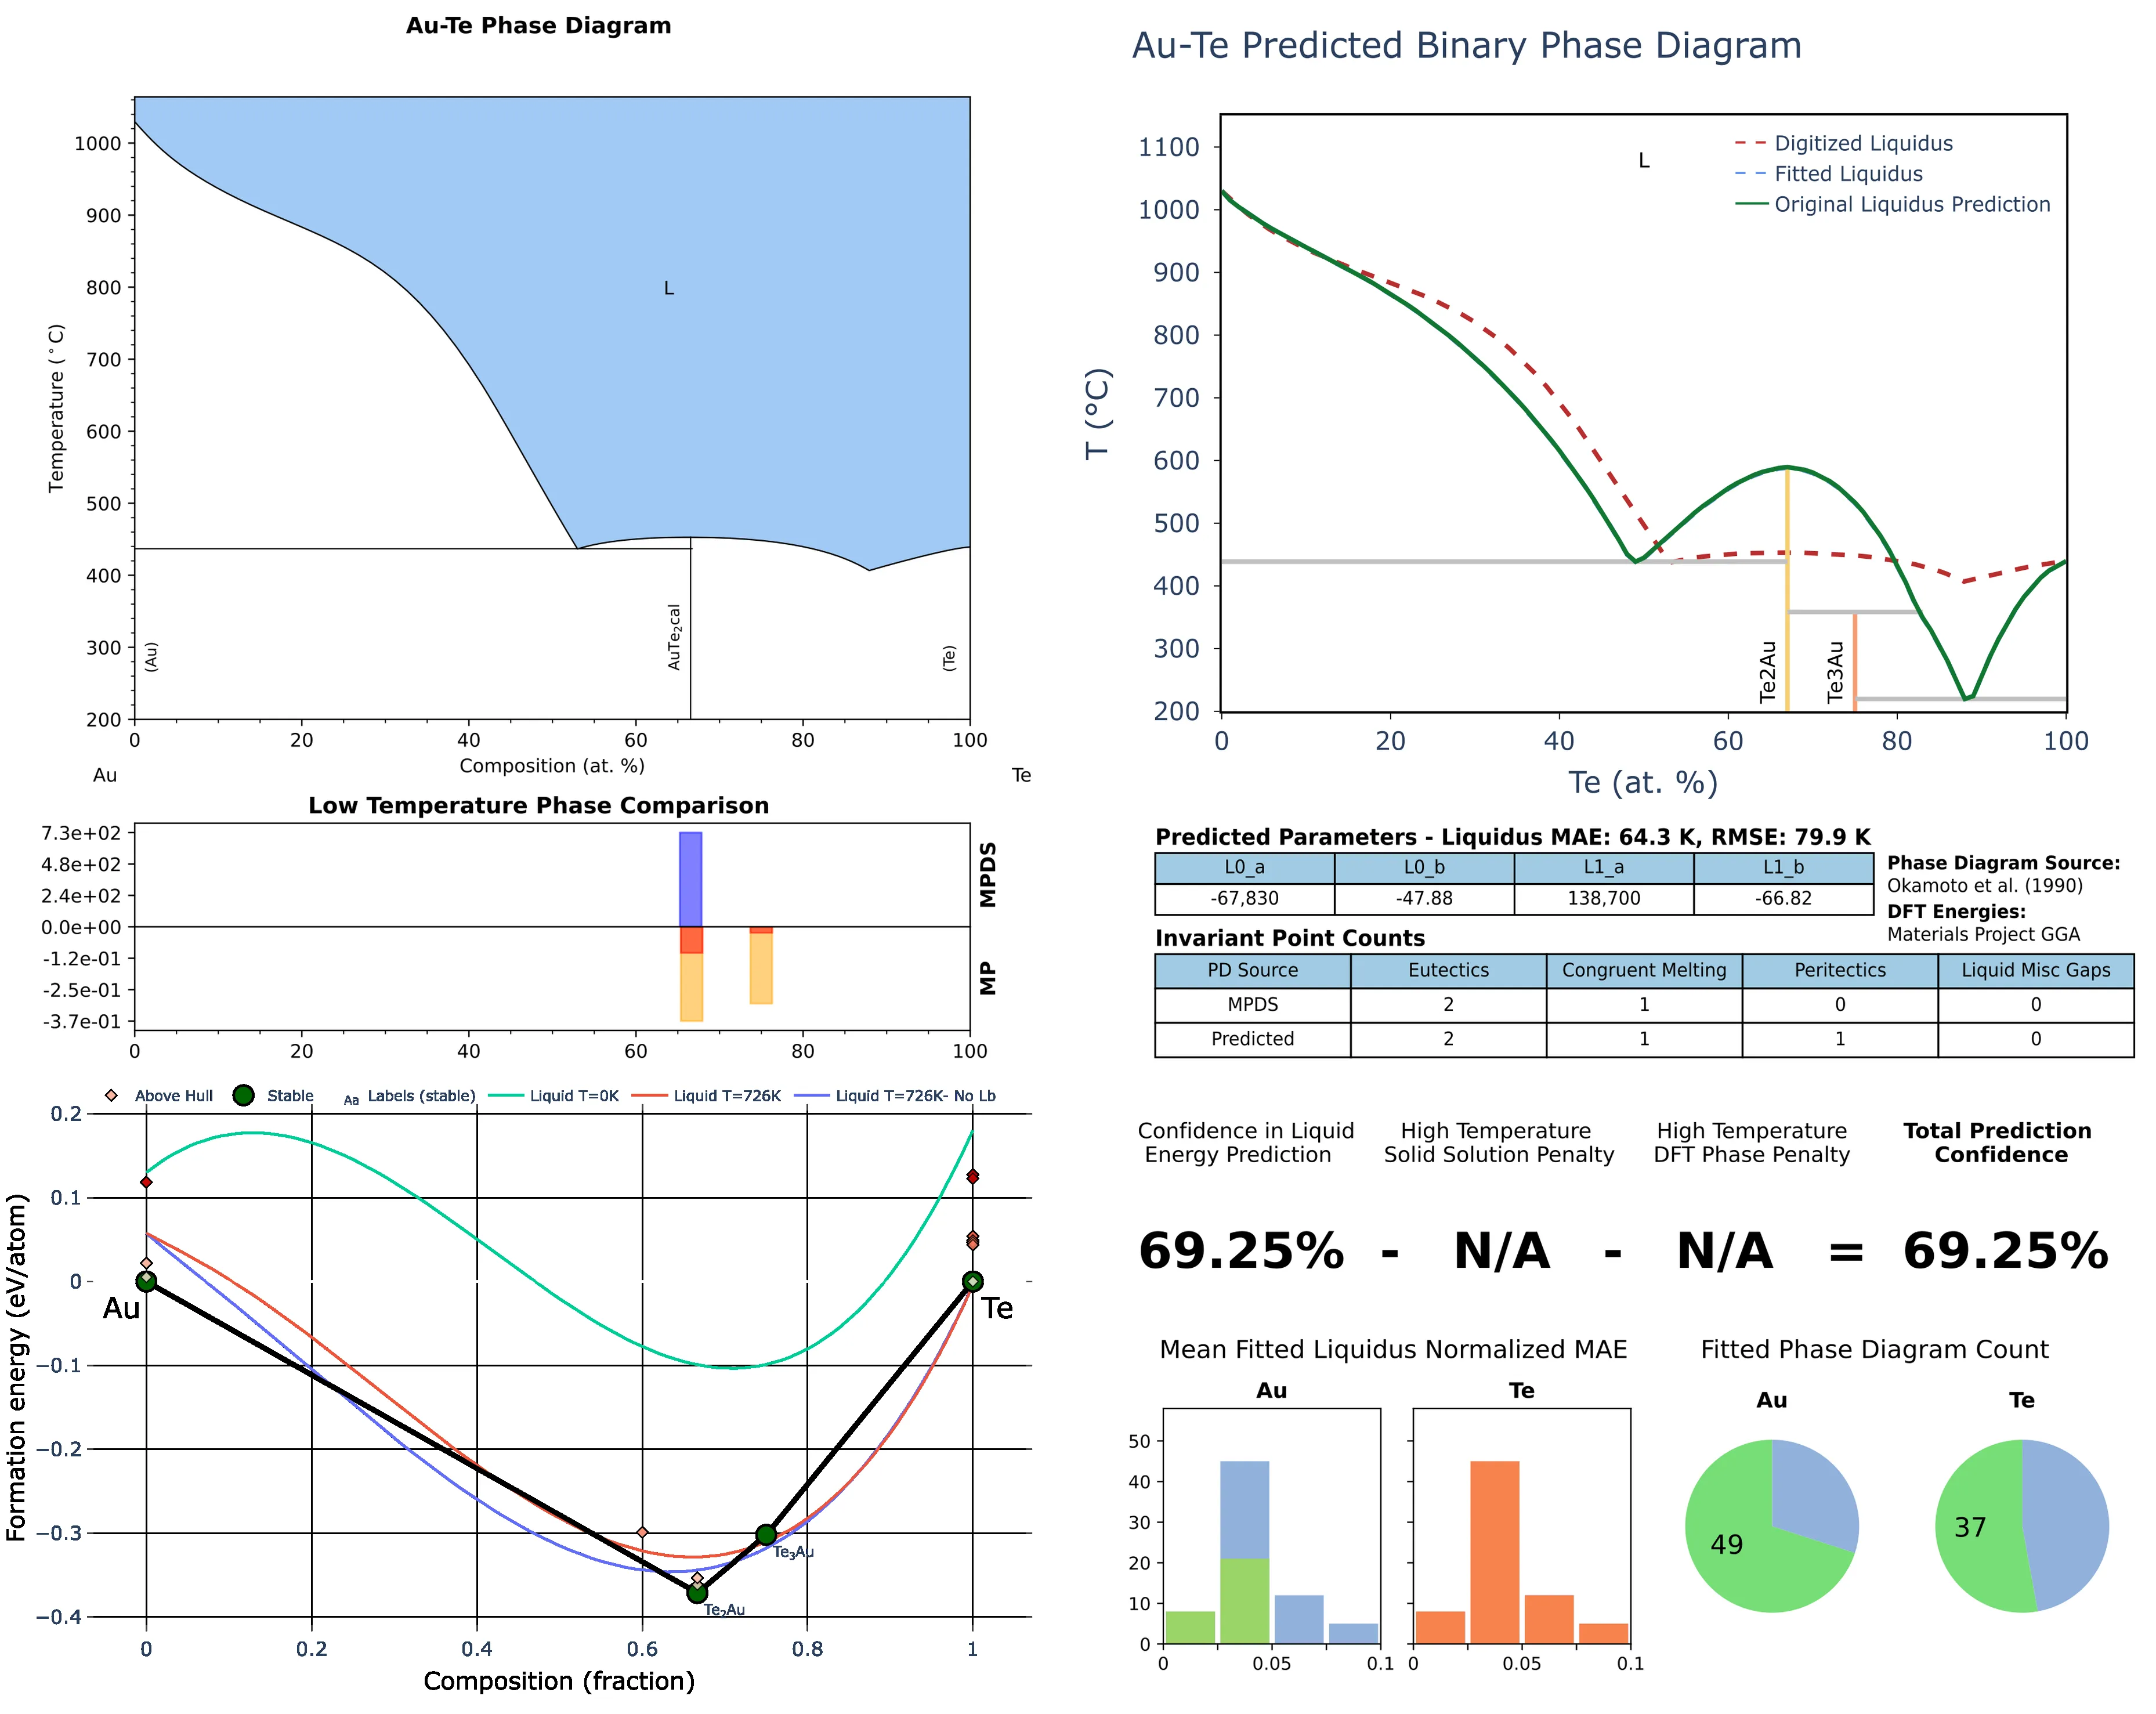 Au-Te Phase Diagram
1000
900
800
700
600
500
400
300
200
Temperature (°C)
L
(Au)
AuTe₂cal
(Te)
0 20 40 60 80 100
Composition (at. %)
Au Te
Low Temperature Phase Comparison
7.3e+02
4.8e+02
2.4e+02
0.0e+00
-1.2e-01
-2.5e-01
-3.7e-01
MPDS
MP
0 20 40 60 80 100
Above Hull Stable Aa Labels (stable) Liquid T=0K Liquid T=726K Liquid T=726K- No Lb
0.2
0.1
0
−0.1
−0.2
−0.3
−0.4
Formation energy (eV/atom)
Au
Te
Te₃Au
Te₂Au
0 0.2 0.4 0.6 0.8 1
Composition (fraction)
Au-Te Predicted Binary Phase Diagram
1100
1000
900
800
700
600
500
400
300
200
T (°C)
L
Digitized Liquidus
Fitted Liquidus
Original Liquidus Prediction
Te2Au
Te3Au
0 20 40 60 80 100
Te (at. %)
Predicted Parameters - Liquidus MAE: 64.3 K, RMSE: 79.9 K
L0_a L0_b L1_a L1_b
-67,830 -47.88 138,700 -66.82
Phase Diagram Source:
Okamoto et al. (1990)
DFT Energies:
Materials Project GGA
Invariant Point Counts
PD Source Eutectics Congruent Melting Peritectics Liquid Misc Gaps
MPDS 2 1 0 0
Predicted 2 1 1 0
Confidence in Liquid
Energy Prediction
High Temperature
Solid Solution Penalty
High Temperature
DFT Phase Penalty
Total Prediction
Confidence
69.25% - N/A - N/A = 69.25%
Mean Fitted Liquidus Normalized MAE
Au
Te
50
40
30
20
10
0
0 0.05 0.1
0 0.05 0.1
Fitted Phase Diagram Count
Au
Te
49
37